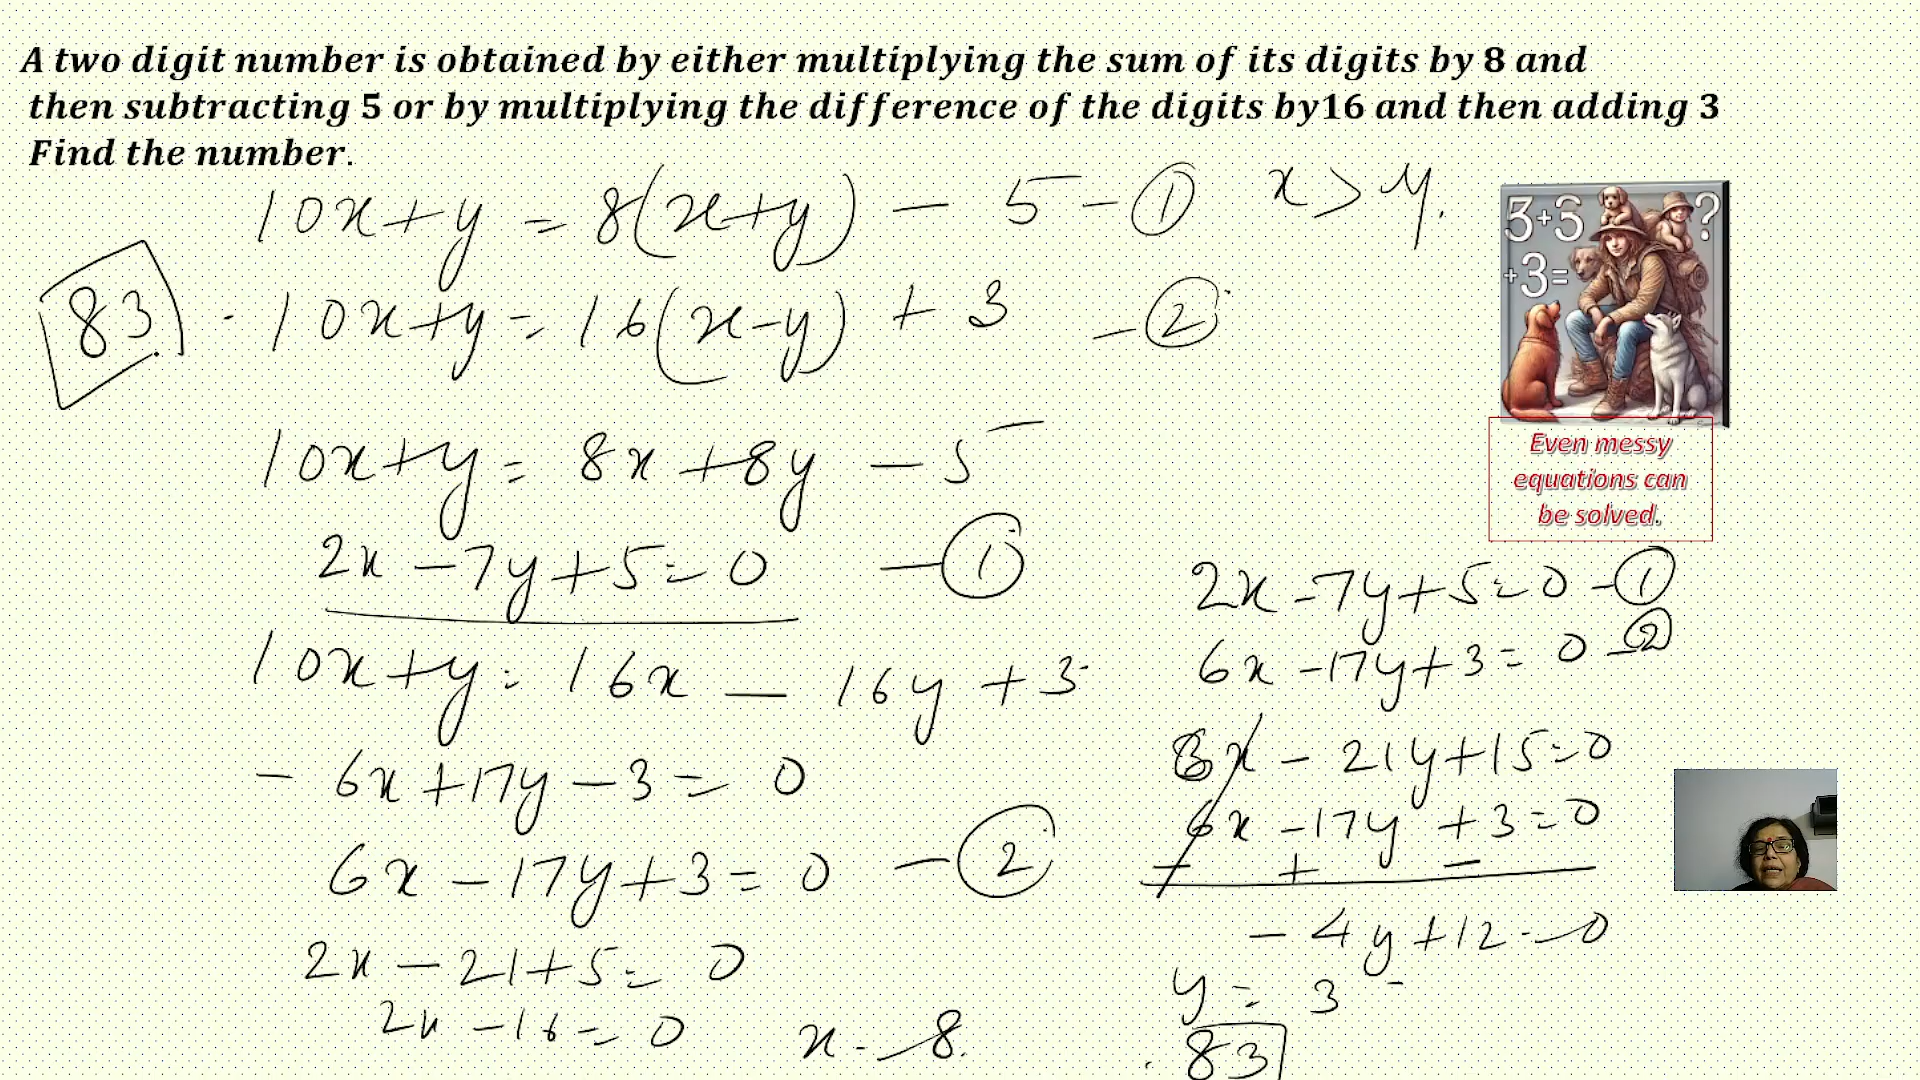 A two digit number is obtained by either multiplying the sum of its digits by 8 and
then subtracting 5 or by multiplying the difference of the digits by16 and then adding 3
Find the number.
10x+y = 8(x+y) - 5 - ① x > y.
83 10x+y = 16(x-y) + 3 - ②
3+3 ?
+3=
10x+y = 8x+8y - 5
Even messy
equations can
be solved.
2x - 7y+5 = 0 - ①
10x+y = 16x - 16y + 3
- 6x+17y - 3 = 0
6x - 17y+3 = 0 - ②
2x - 21+5 = 0
2x - 16 = 0 x = 8.
2x - 7y+5 = 0 - ①
6x - 17y+3 = 0 - ②
6x - 21y+15 = 0
6x - 17y +3 = 0
- + -
- 4y+12 = 0
y = 3
83